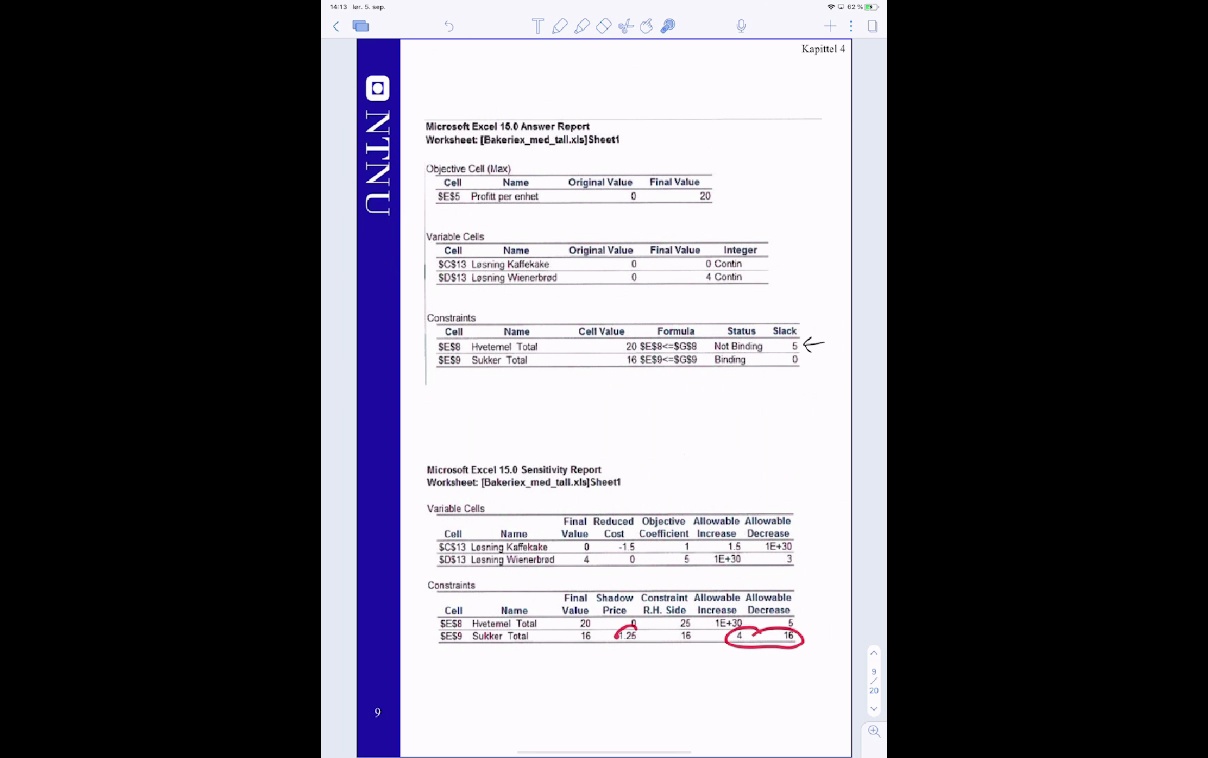 14:13 lør. 5. sep.
62 %
Kapittel 4
NTNU
Microsoft Excel 15.0 Answer Report
Worksheet: [Bakeriex_med_tall.xls]Sheet1
Objective Cell (Max)
Cell Name Original Value Final Value
$E$5 Profitt per enhet 0 20
Variable Cells
Cell Name Original Value Final Value Integer
$C$13 Løsning Kaffekake 0 0 Contin
$D$13 Løsning Wienerbrød 0 4 Contin
Constraints
Cell Name Cell Value Formula Status Slack
$E$8 Hvetemel Total 20 $E$8<=$G$8 Not Binding 5
$E$9 Sukker Total 16 $E$9<=$G$9 Binding 0
Microsoft Excel 15.0 Sensitivity Report
Worksheet: [Bakeriex_med_tall.xls]Sheet1
Variable Cells
Final Reduced Objective Allowable Allowable
Cell Name Value Cost Coefficient Increase Decrease
$C$13 Løsning Kaffekake 0 -1.5 1 1.5 1E+30
$D$13 Løsning Wienerbrød 4 0 5 1E+30 3
Constraints
Final Shadow Constraint Allowable Allowable
Cell Name Value Price R.H. Side Increase Decrease
$E$8 Hvetemel Total 20 0 25 1E+30 5
$E$9 Sukker Total 16 1.25 16 4 16
9
9
/
20